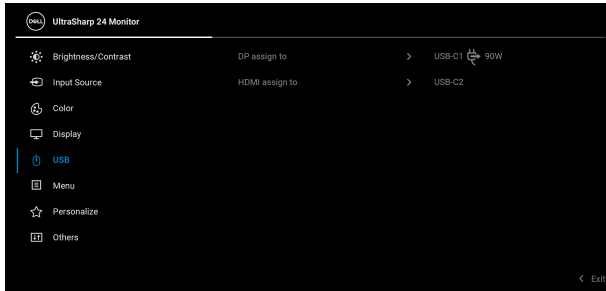 DELL UltraSharp 24 Monitor
Brightness/Contrast DP assign to > USB-C1 90W
Input Source HDMI assign to > USB-C2
Color
Display
USB
Menu
Personalize
Others
< Exit